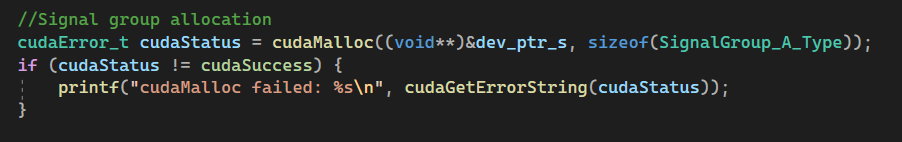 //Signal group allocation
cudaError_t cudaStatus = cudaMalloc((void**)&dev_ptr_s, sizeof(SignalGroup_A_Type));
if (cudaStatus != cudaSuccess) {
    printf("cudaMalloc failed: %s\n", cudaGetErrorString(cudaStatus));
}